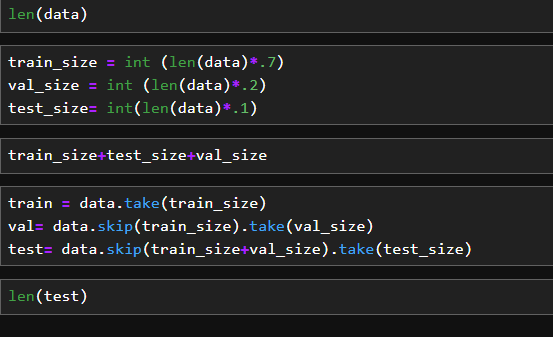 len(data)
train_size = int (len(data)*.7)
val_size = int (len(data)*.2)
test_size= int(len(data)*.1)
train_size+test_size+val_size
train = data.take(train_size)
val= data.skip(train_size).take(val_size)
test= data.skip(train_size+val_size).take(test_size)
len(test)